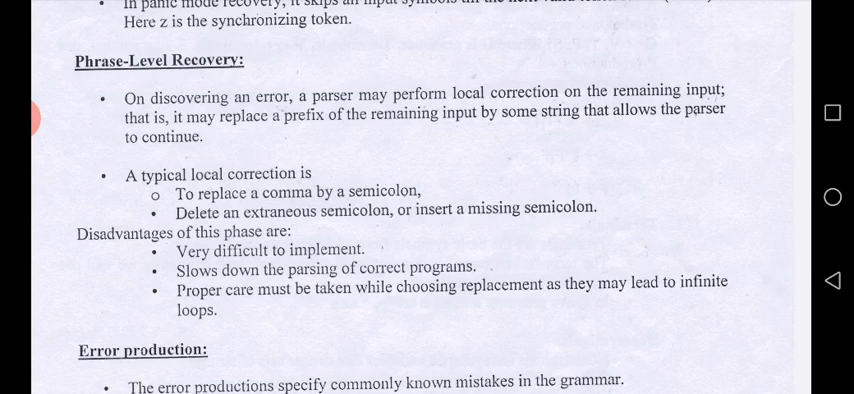 • In panic mode recovery, it skips all input symbols till the next
Here z is the synchronizing token.
Phrase-Level Recovery:
• On discovering an error, a parser may perform local correction on the remaining input;
that is, it may replace a prefix of the remaining input by some string that allows the parser
to continue.
• A typical local correction is
o To replace a comma by a semicolon,
• Delete an extraneous semicolon, or insert a missing semicolon.
Disadvantages of this phase are:
• Very difficult to implement.
• Slows down the parsing of correct programs.
• Proper care must be taken while choosing replacement as they may lead to infinite
loops.
Error production:
• The error productions specify commonly known mistakes in the grammar.